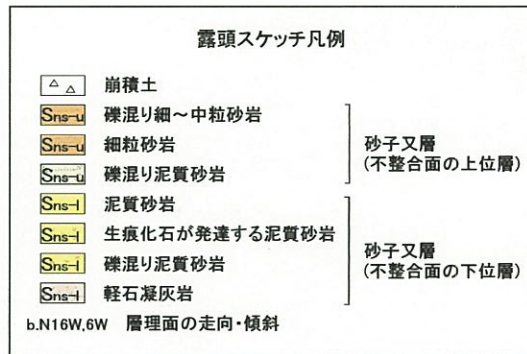 露頭スケッチ凡例
崩積土
Sns-u 礫混り細～中粒砂岩
Sns-u 細粒砂岩
Sns-u 礫混り泥質砂岩
砂子又層
(不整合面の上位層)
Sns-l 泥質砂岩
Sns-l 生痕化石が発達する泥質砂岩
Sns-l 礫混り泥質砂岩
Sns-l 軽石凝灰岩
砂子又層
(不整合面の下位層)
b.N16W,6W 層理面の走向・傾斜